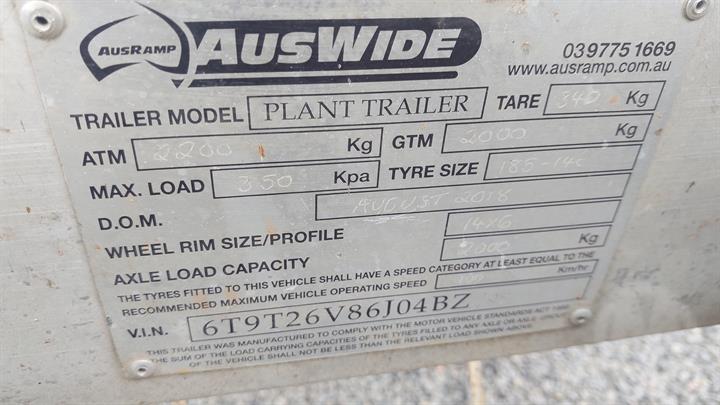 AUSRAMP AUSWIDE
03 9775 1669
www.ausramp.com.au
TRAILER MODEL PLANT TRAILER TARE 340 Kg
ATM 2200 Kg GTM 2000 Kg
MAX. LOAD 350 Kpa TYRE SIZE 185-14C
D.O.M. AUGUST 2018
WHEEL RIM SIZE/PROFILE 14X6
AXLE LOAD CAPACITY 2000 Kg
THE TYRES FITTED TO THIS VEHICLE SHALL HAVE A SPEED CATEGORY AT LEAST EQUAL TO THE
RECOMMENDED MAXIMUM VEHICLE OPERATING SPEED Km/hr
V.I.N. 6T9T26V86J04BZ
THIS TRAILER WAS MANUFACTURED TO COMPLY WITH THE MOTOR VEHICLE STANDARDS ACT
THE SUM OF THE LOAD CARRYING CAPACITIES OF THE TYRES FITTED TO ANY AXLE OR AXLE GROUP
OF THE VEHICLE SHALL NOT BE LESS THAN THE RELEVANT LOAD SHOWN ABOVE.